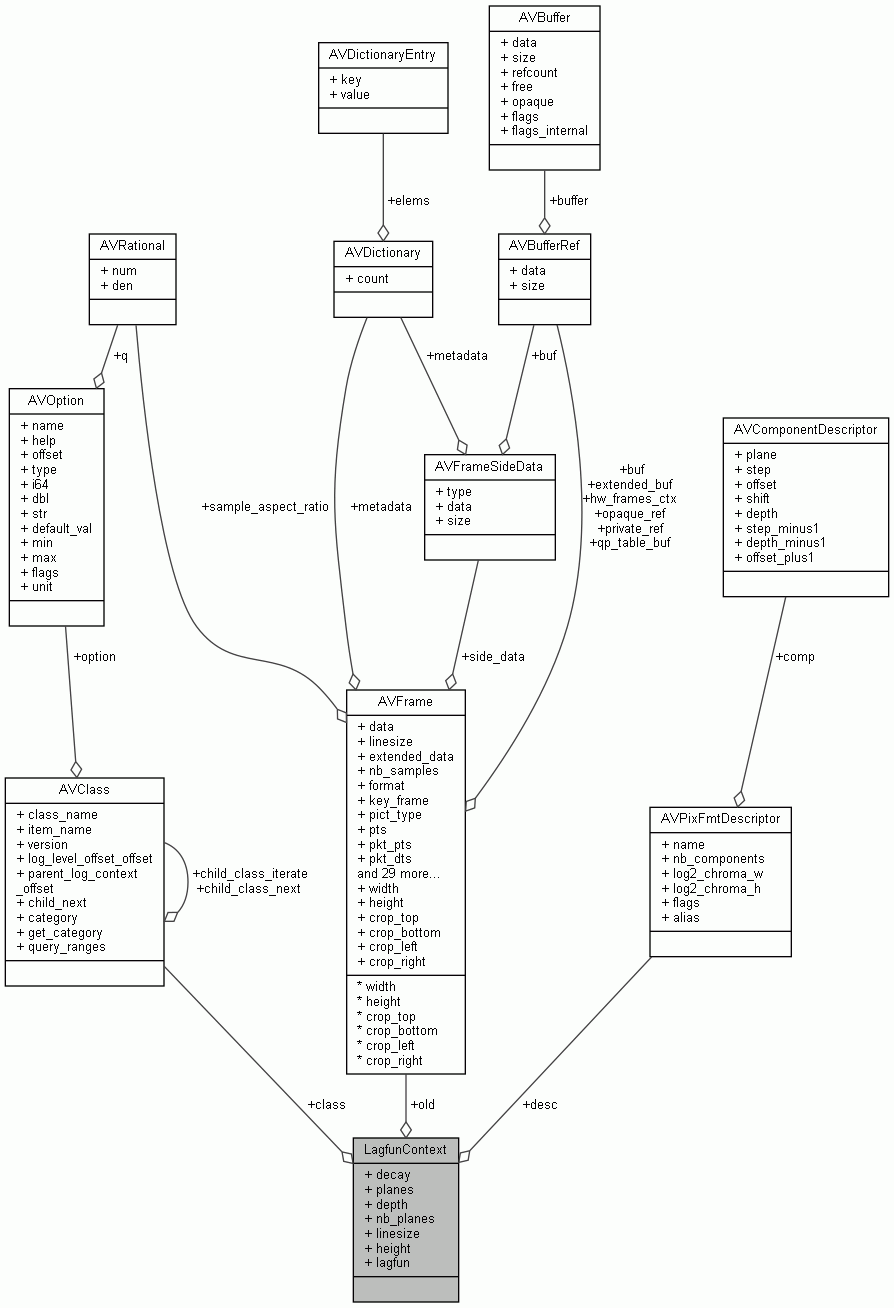 AVBuffer
+ data
+ size
+ refcount
+ free
+ opaque
+ flags
+ flags_internal
AVDictionaryEntry
+ key
+ value
+elems
+buffer
AVRational
+ num
+ den
AVDictionary
+ count
AVBufferRef
+ data
+ size
+q
+metadata
+buf
AVOption
+ name
+ help
+ offset
+ type
+ i64
+ dbl
+ str
+ default_val
+ min
+ max
+ flags
+ unit
+sample_aspect_ratio
+metadata
AVFrameSideData
+ type
+ data
+ size
+buf
+extended_buf
+hw_frames_ctx
+opaque_ref
+private_ref
+qp_table_buf
AVComponentDescriptor
+ plane
+ step
+ offset
+ shift
+ depth
+ step_minus1
+ depth_minus1
+ offset_plus1
+option
+side_data
+comp
AVFrame
+ data
+ linesize
+ extended_data
+ nb_samples
+ format
+ key_frame
+ pict_type
+ pts
+ pkt_pts
+ pkt_dts
and 29 more...
+ width
+ height
+ crop_top
+ crop_bottom
+ crop_left
+ crop_right
* width
* height
* crop_top
* crop_bottom
* crop_left
* crop_right
AVClass
+ class_name
+ item_name
+ version
+ log_level_offset_offset
+ parent_log_context
_offset
+ child_next
+ category
+ get_category
+ query_ranges
+child_class_iterate
+child_class_next
AVPixFmtDescriptor
+ name
+ nb_components
+ log2_chroma_w
+ log2_chroma_h
+ flags
+ alias
+class
+old
+desc
LagfunContext
+ decay
+ planes
+ depth
+ nb_planes
+ linesize
+ height
+ lagfun